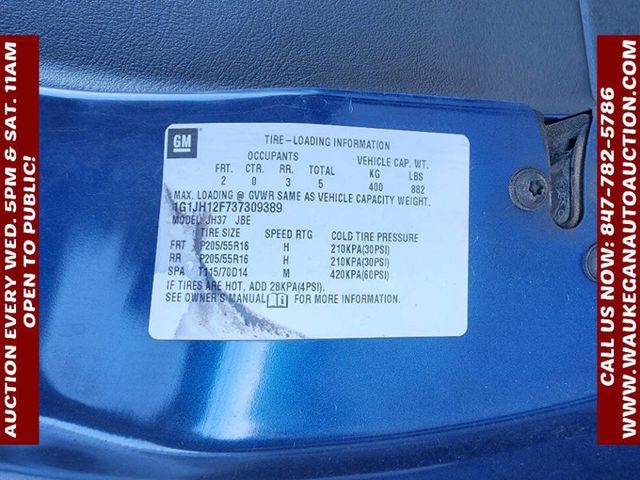 AUCTION EVERY WED. 5PM & SAT. 11AM
OPEN TO PUBLIC!
GM
TIRE-LOADING INFORMATION
OCCUPANTS VEHICLE CAP. WT.
FRT. CTR. RR. TOTAL KG LBS
2 0 3 5 400 882
MAX. LOADING @ GVWR SAME AS VEHICLE CAPACITY WEIGHT.
1G1JH12F737309389
MODEL: JH37 JBE
TIRE SIZE SPEED RTG COLD TIRE PRESSURE
FRT P205/55R16 H 210KPA(30PSI)
RR P205/55R16 H 210KPA(30PSI)
SPA T115/70D14 M 420KPA(60PSI)
IF TIRES ARE HOT, ADD 28KPA(4PSI).
SEE OWNER'S MANUAL FOR MORE INFORMATION.
CALL US NOW: 847-782-5786
WWW.WAUKEGANAUTOAUCTION.COM